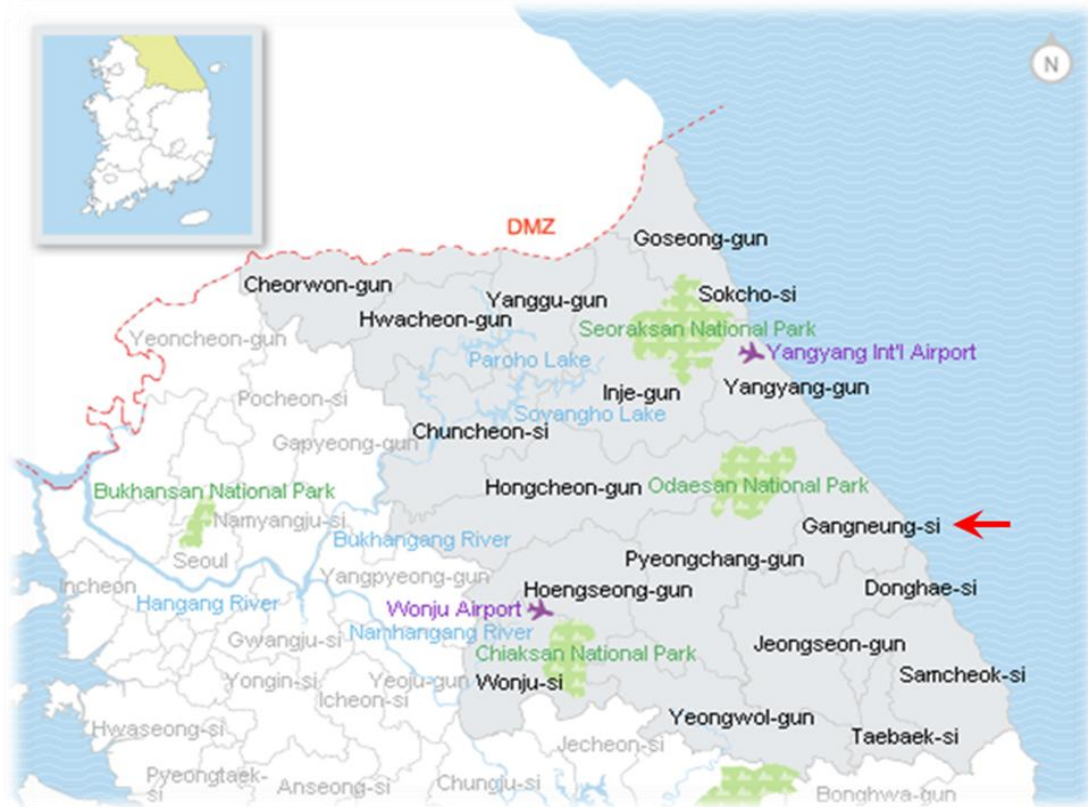 N
DMZ
Goseong-gun
Cheorwon-gun
Yanggu-gun
Sokcho-si
Hwacheon-gun
Seoraksan National Park
Yeoncheon-gun
Paroho Lake
Yangyang Int'l Airport
Inje-gun
Yangyang-gun
Pocheon-si
Soyangho Lake
Chuncheon-si
Gapyeong-gun
Bukhansan National Park
Hongcheon-gun
Odaesan National Park
Namyangju-si
Gangneung-si
Bukhangang River
Seoul
Pyeongchang-gun
Incheon
Yangpyeong-gun
Hoengseong-gun
Donghae-si
Hangang River
Wonju Airport
Gwangju-si
Namhangang River
Jeongseon-gun
Chiaksan National Park
Samcheok-si
Yongin-si
Yeoju-gun
Wonju-si
Icheon-si
Yeongwol-gun
Hwaseong-si
Taebaek-si
Jecheon-si
Pyeongtaek-
si
Anseong-si
Chungju-si
Bonghwa-gun